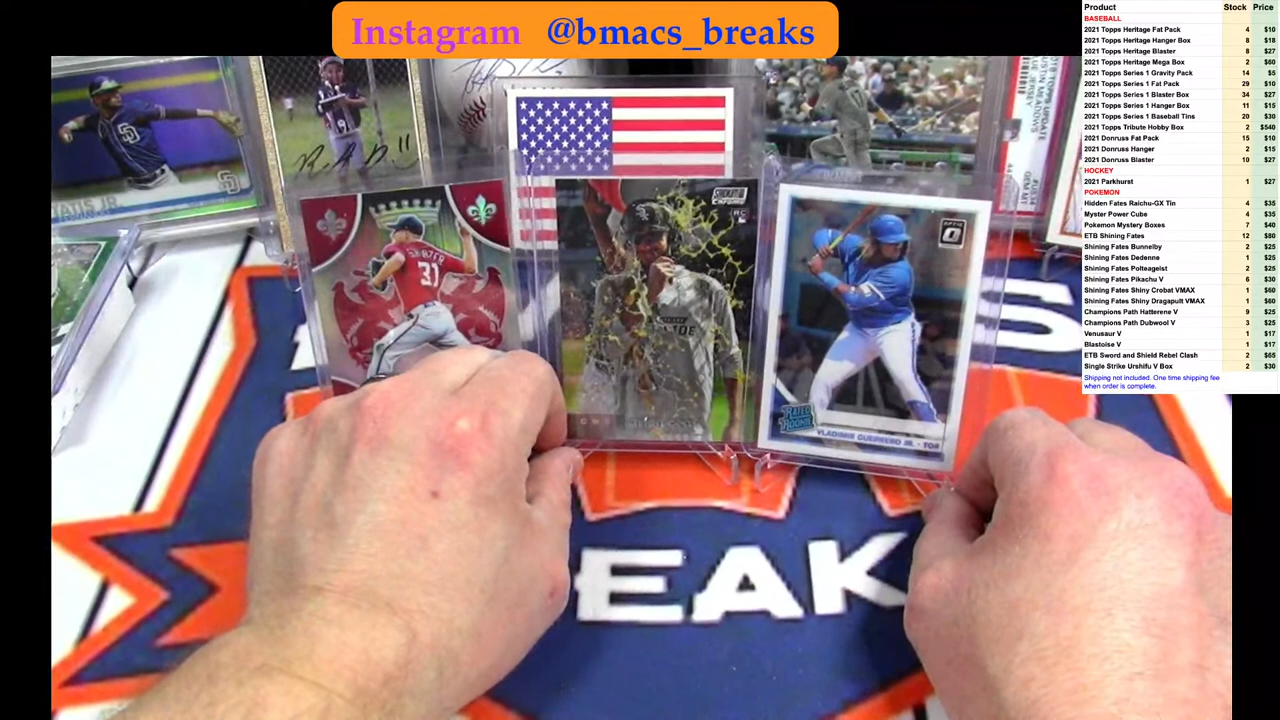 Instagram @bmacs_breaks
Product Stock Price
BASEBALL
2021 Topps Heritage Fat Pack 4 $10
2021 Topps Heritage Hanger Box 8 $18
2021 Topps Heritage Blaster 8 $27
2021 Topps Heritage Mega Box 2 $60
2021 Topps Series 1 Gravity Pack 14 $5
2021 Topps Series 1 Fat Pack 29 $10
2021 Topps Series 1 Blaster Box 34 $27
2021 Topps Series 1 Hanger Box 11 $15
2021 Topps Series 1 Baseball Tins 20 $30
2021 Topps Tribute Hobby Box 2 $540
2021 Donruss Fat Pack 15 $10
2021 Donruss Hanger 2 $15
2021 Donruss Blaster 10 $27
HOCKEY
2021 Parkhurst 1 $27
POKEMON
Hidden Fates Raichu-GX Tin 4 $35
Myster Power Cube 4 $35
Pokemon Mystery Boxes 7 $40
ETB Shining Fates 12 $80
Shining Fates Bunnelby 2 $25
Shining Fates Dedenne 1 $25
Shining Fates Polteageist 2 $25
Shining Fates Pikachu V 6 $30
Shining Fates Shiny Crobat VMAX 1 $60
Shining Fates Shiny Dragapult VMAX 1 $60
Champions Path Hatterene V 9 $25
Champions Path Dubwool V 3 $25
Venusaur V 1 $17
Blastoise V 1 $17
ETB Sword and Shield Rebel Clash 2 $65
Single Strike Urshifu V Box 2 $30
Shipping not included. One time shipping fee
when order is complete.
TATIS JR
31
RC
OPTIC
RATED
ROOKIE
VLADIMIR GUERRERO JR. - TOR
EAK